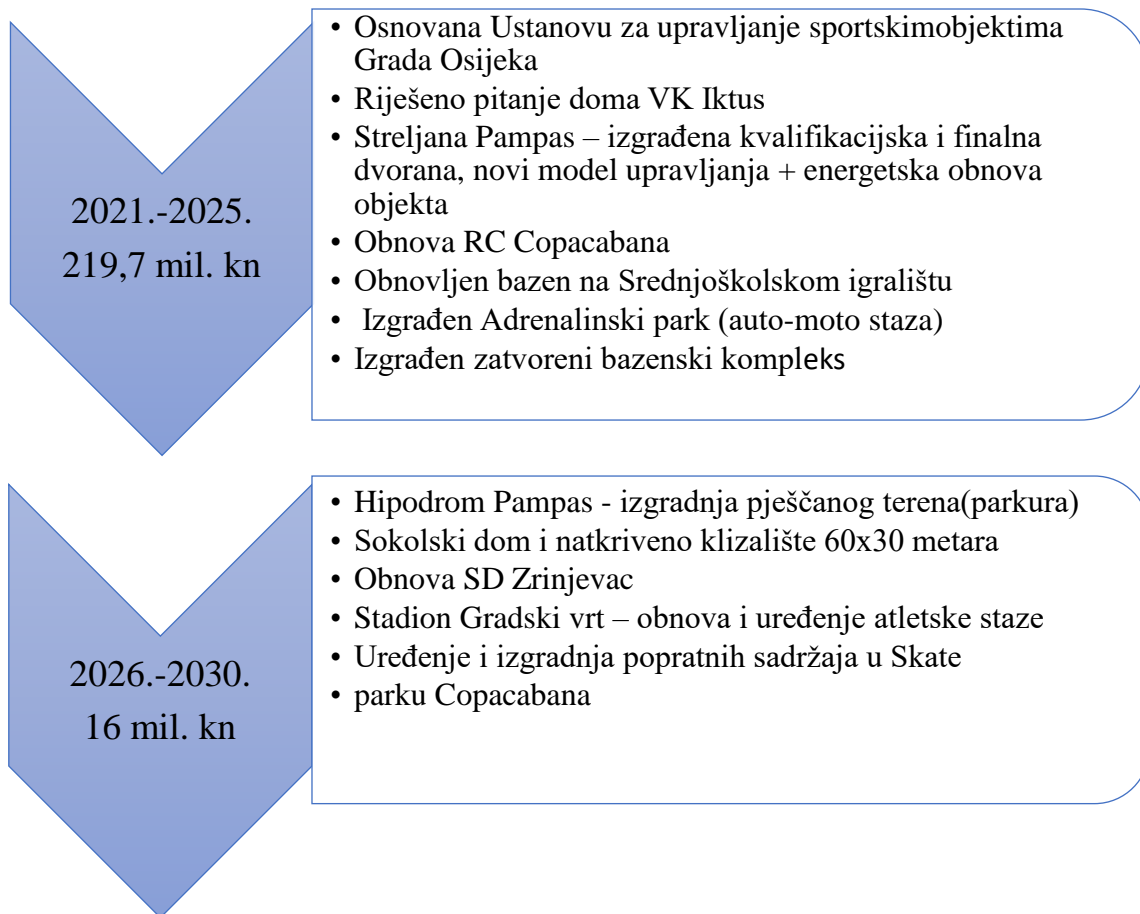 2021.-2025.
219,7 mil. kn
• Osnovana Ustanovu za upravljanje sportskimobjektima
Grada Osijeka
• Riješeno pitanje doma VK Iktus
• Streljana Pampas – izgrađena kvalifikacijska i finalna
dvorana, novi model upravljanja + energetska obnova
objekta
• Obnova RC Copacabana
• Obnovljen bazen na Srednjoškolskom igralištu
• Izgrađen Adrenalinski park (auto-moto staza)
• Izgrađen zatvoreni bazenski kompleks
2026.-2030.
16 mil. kn
• Hipodrom Pampas - izgradnja pješčanog terena(parkura)
• Sokolski dom i natkriveno klizalište 60x30 metara
• Obnova SD Zrinjevac
• Stadion Gradski vrt – obnova i uređenje atletske staze
• Uređenje i izgradnja popratnih sadržaja u Skate
• parku Copacabana